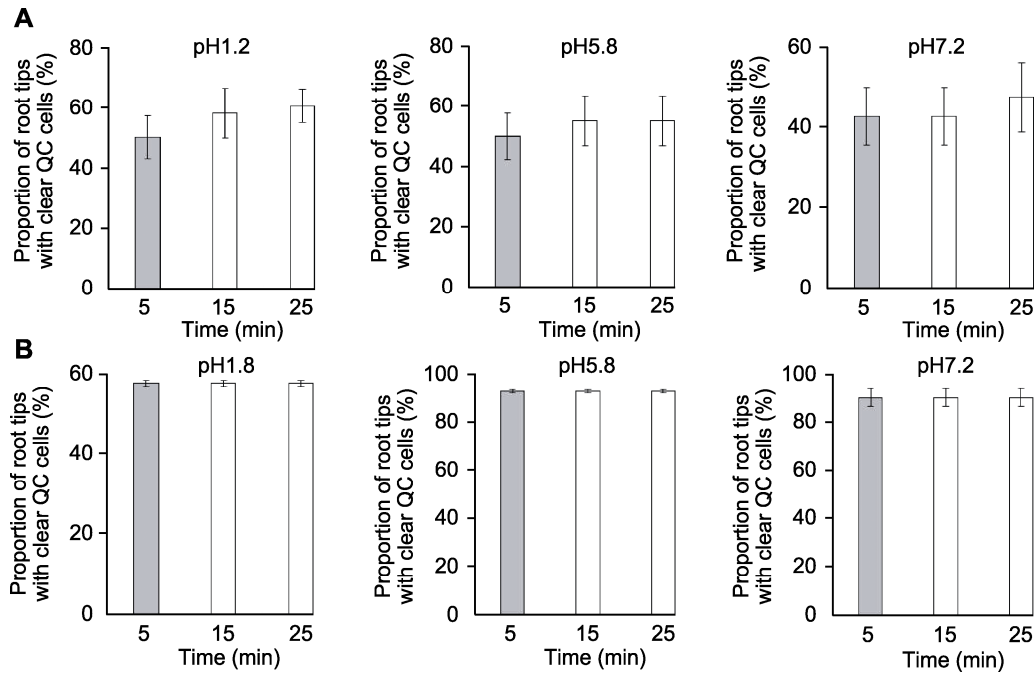 A
pH1.2
Proportion of root tips
with clear QC cells (%)
80
60
40
20
0
5 15 25
Time (min)
pH5.8
Proportion of root tips
with clear QC cells (%)
80
60
40
20
0
5 15 25
Time (min)
pH7.2
Proportion of root tips
with clear QC cells (%)
60
40
20
0
5 15 25
Time (min)
B
pH1.8
Proportion of root tips
with clear QC cells (%)
60
40
20
0
5 15 25
Time (min)
pH5.8
Proportion of root tips
with clear QC cells (%)
100
80
60
40
20
0
5 15 25
Time (min)
pH7.2
Proportion of root tips
with clear QC cells (%)
100
80
60
40
20
0
5 15 25
Time (min)